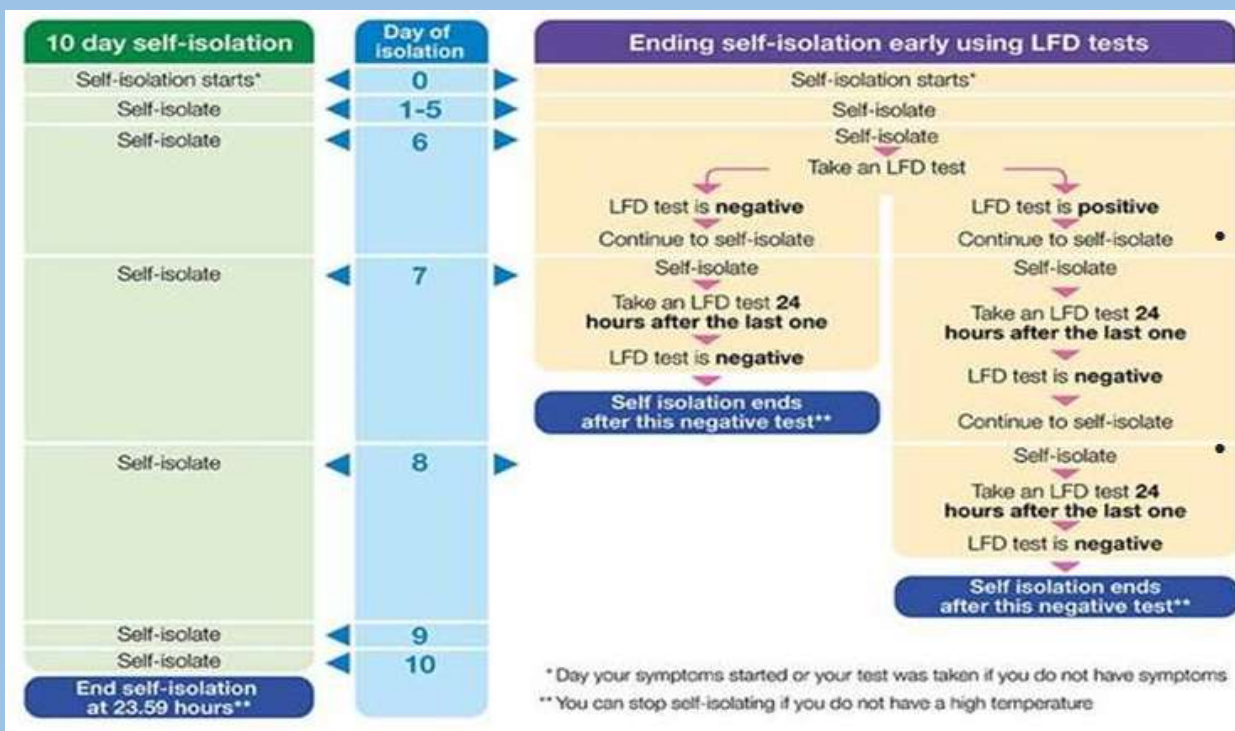 10 day self-isolation
Day of
isolation
Ending self-isolation early using LFD tests
Self-isolation starts*
0
Self-isolation starts*
Self-isolate
1-5
Self-isolate
Self-isolate
6
Self-isolate
Take an LFD test
LFD test is negative
Continue to self-isolate
LFD test is positive
Continue to self-isolate •
Self-isolate
7
Self-isolate
Take an LFD test 24
hours after the last one
LFD test is negative
Self isolation ends
after this negative test**
Self-isolate
Take an LFD test 24
hours after the last one
LFD test is negative
Continue to self-isolate
Self-isolate
8
Self-isolate •
Take an LFD test 24
hours after the last one
LFD test is negative
Self isolation ends
after this negative test**
Self-isolate
9
Self-isolate
10
End self-isolation
at 23.59 hours**
* Day your symptoms started or your test was taken if you do not have symptoms
** You can stop self-isolating if you do not have a high temperature